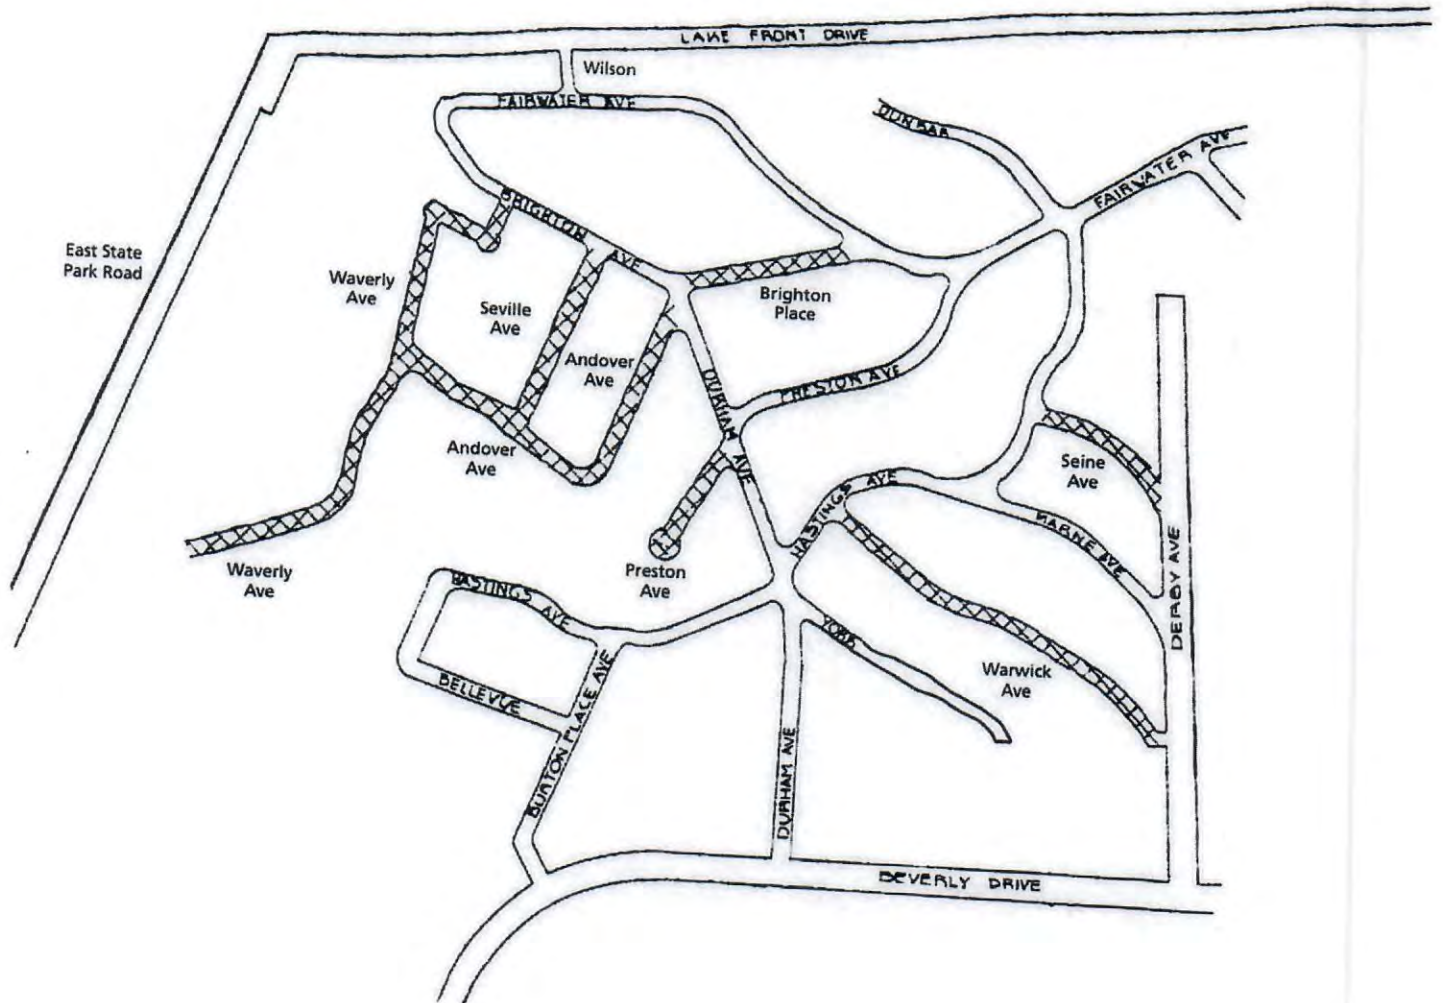 LAKE FRONT DRIVE
Wilson
FAIRWATER AVE
DUNBAR
FAIRWATER AVE
BRIGHTON AVE
East State
Park Road
Waverly
Ave
Seville
Ave
Brighton
Place
Andover
Ave
DURHAM AVE
PRESTON AVE
Andover
Ave
Seine
Ave
HASTINGS AVE
MARNE AVE
DERBY AVE
Waverly
Ave
Preston
Ave
HASTINGS AVE
YORK
Warwick
Ave
BELLEVUE
BURTON PLACE AVE
DURHAM AVE
BEVERLY DRIVE